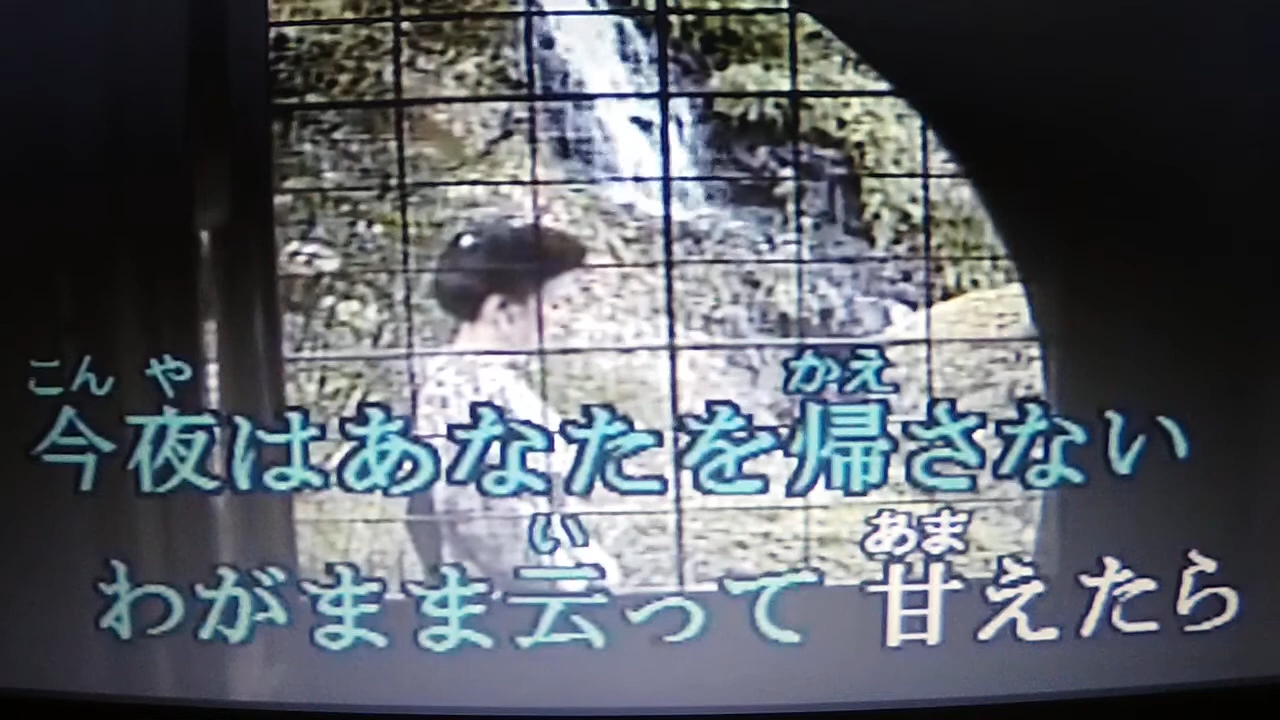 こん や かえ
今夜はあなたを帰さない
い あま
わがまま云って 甘えたら